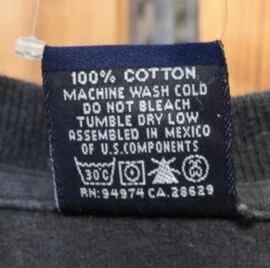 100% COTTON
MACHINE WASH COLD
DO NOT BLEACH
TUMBLE DRY LOW
ASSEMBLED IN MEXICO
OF U.S. COMPONENTS
30°C
RN: 94974 CA. 28629